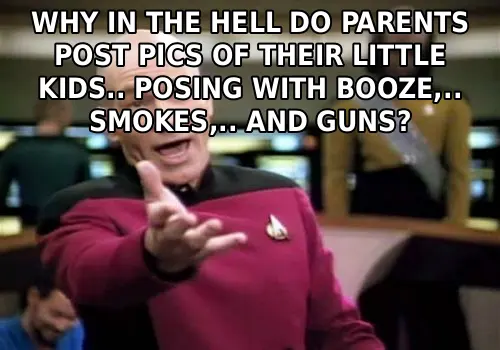 WHY IN THE HELL DO PARENTS
POST PICS OF THEIR LITTLE
KIDS.. POSING WITH BOOZE,..
SMOKES,.. AND GUNS?